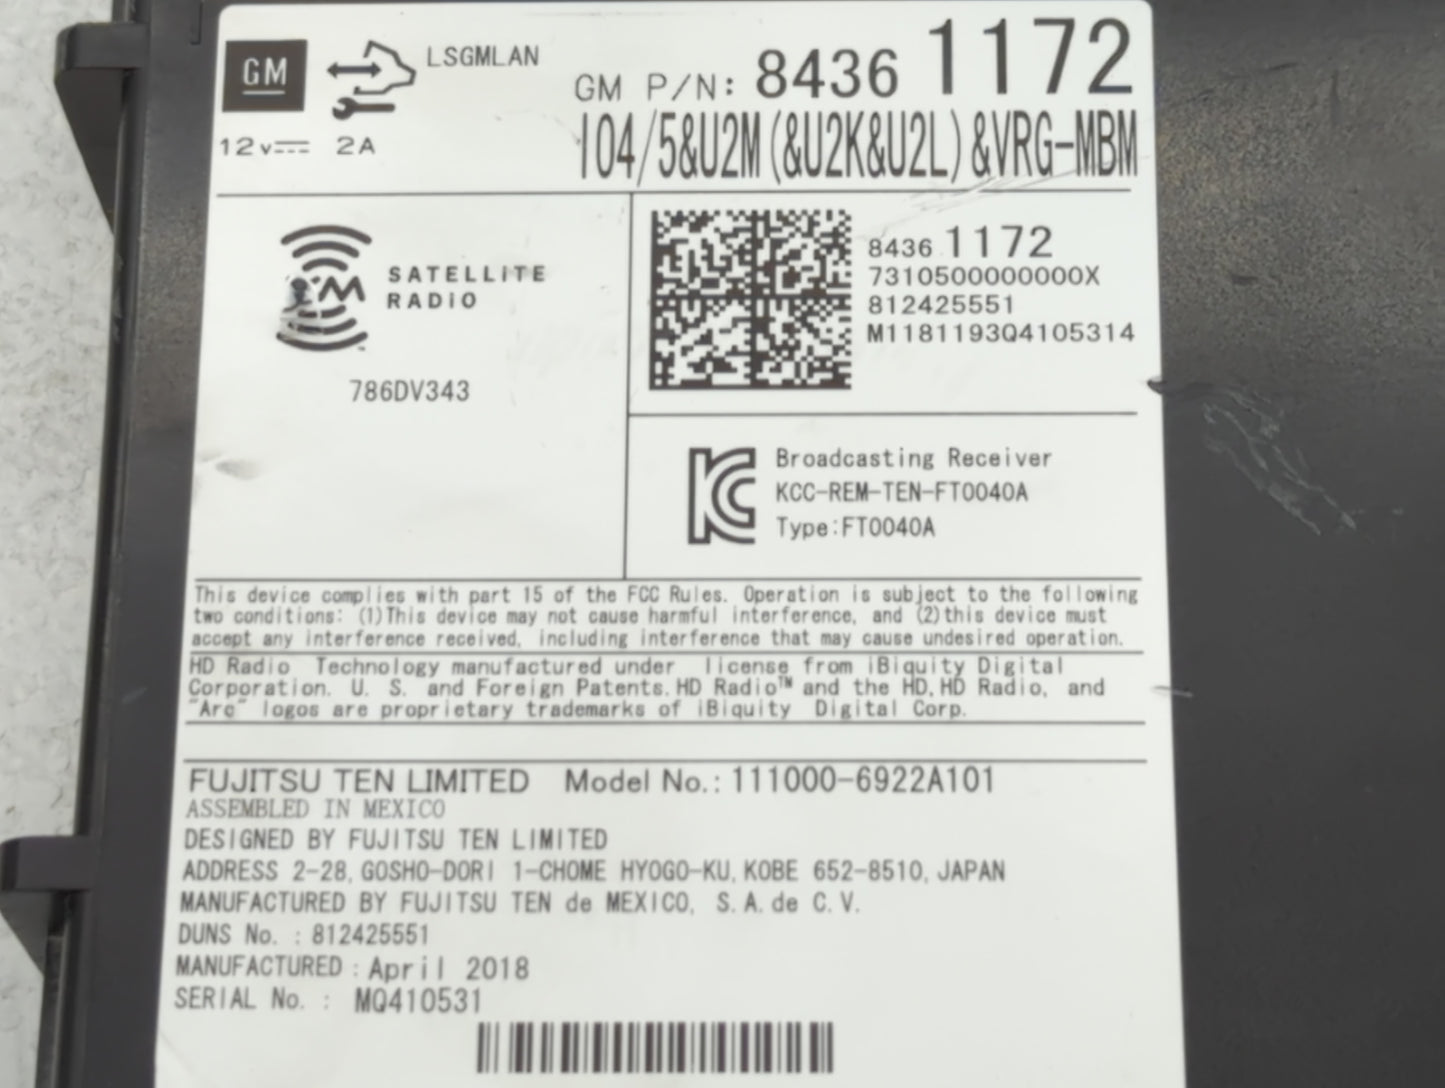 GM
LSGMLAN
GM P/N: 8436 1172
12v 2A
IO4/5&U2M(&U2K&U2L)&VRG-MBM
SATELLITE
RADIO
786DV343
8436 1172
7310500000000X
812425551
M1181193Q4105314
Broadcasting Receiver
KCC-REM-TEN-FT0040A
Type:FT0040A
This device complies with part 15 of the FCC Rules. Operation is subject to the following
two conditions: (1)This device may not cause harmful interference, and (2)this device must
accept any interference received, including interference that may cause undesired operation.
HD Radio Technology manufactured under license from iBiquity Digital
Corporation. U. S. and Foreign Patents. HD Radio™ and the HD, HD Radio, and
"Arc" logos are proprietary trademarks of iBiquity Digital Corp.
FUJITSU TEN LIMITED Model No.: 111000-6922A101
ASSEMBLED IN MEXICO
DESIGNED BY FUJITSU TEN LIMITED
ADDRESS 2-28, GOSHO-DORI 1-CHOME HYOGO-KU, KOBE 652-8510, JAPAN
MANUFACTURED BY FUJITSU TEN de MEXICO, S.A. de C.V.
DUNS No. : 812425551
MANUFACTURED : April 2018
SERIAL No. : MQ410531